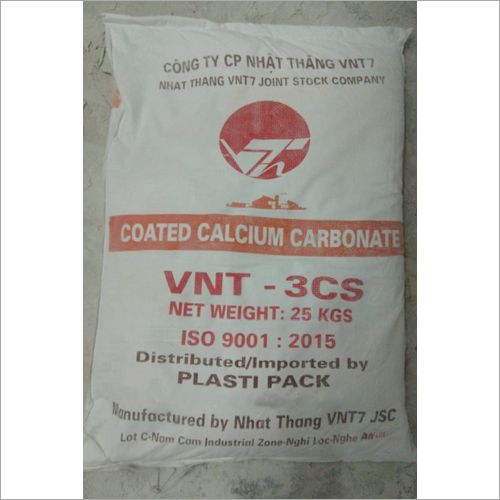 CÔNG TY CP NHẬT THĂNG VNT7
NHAT THANG VNT7 JOINT STOCK COMPANY
COATED CALCIUM CARBONATE
VNT - 3CS
NET WEIGHT: 25 KGS
ISO 9001 : 2015
Distributed/Imported by
PLASTI PACK
Manufactured by Nhat Thang VNT7 JSC
Lot C-Nam Cam Industrial Zone-Nghi Loc-Nghe